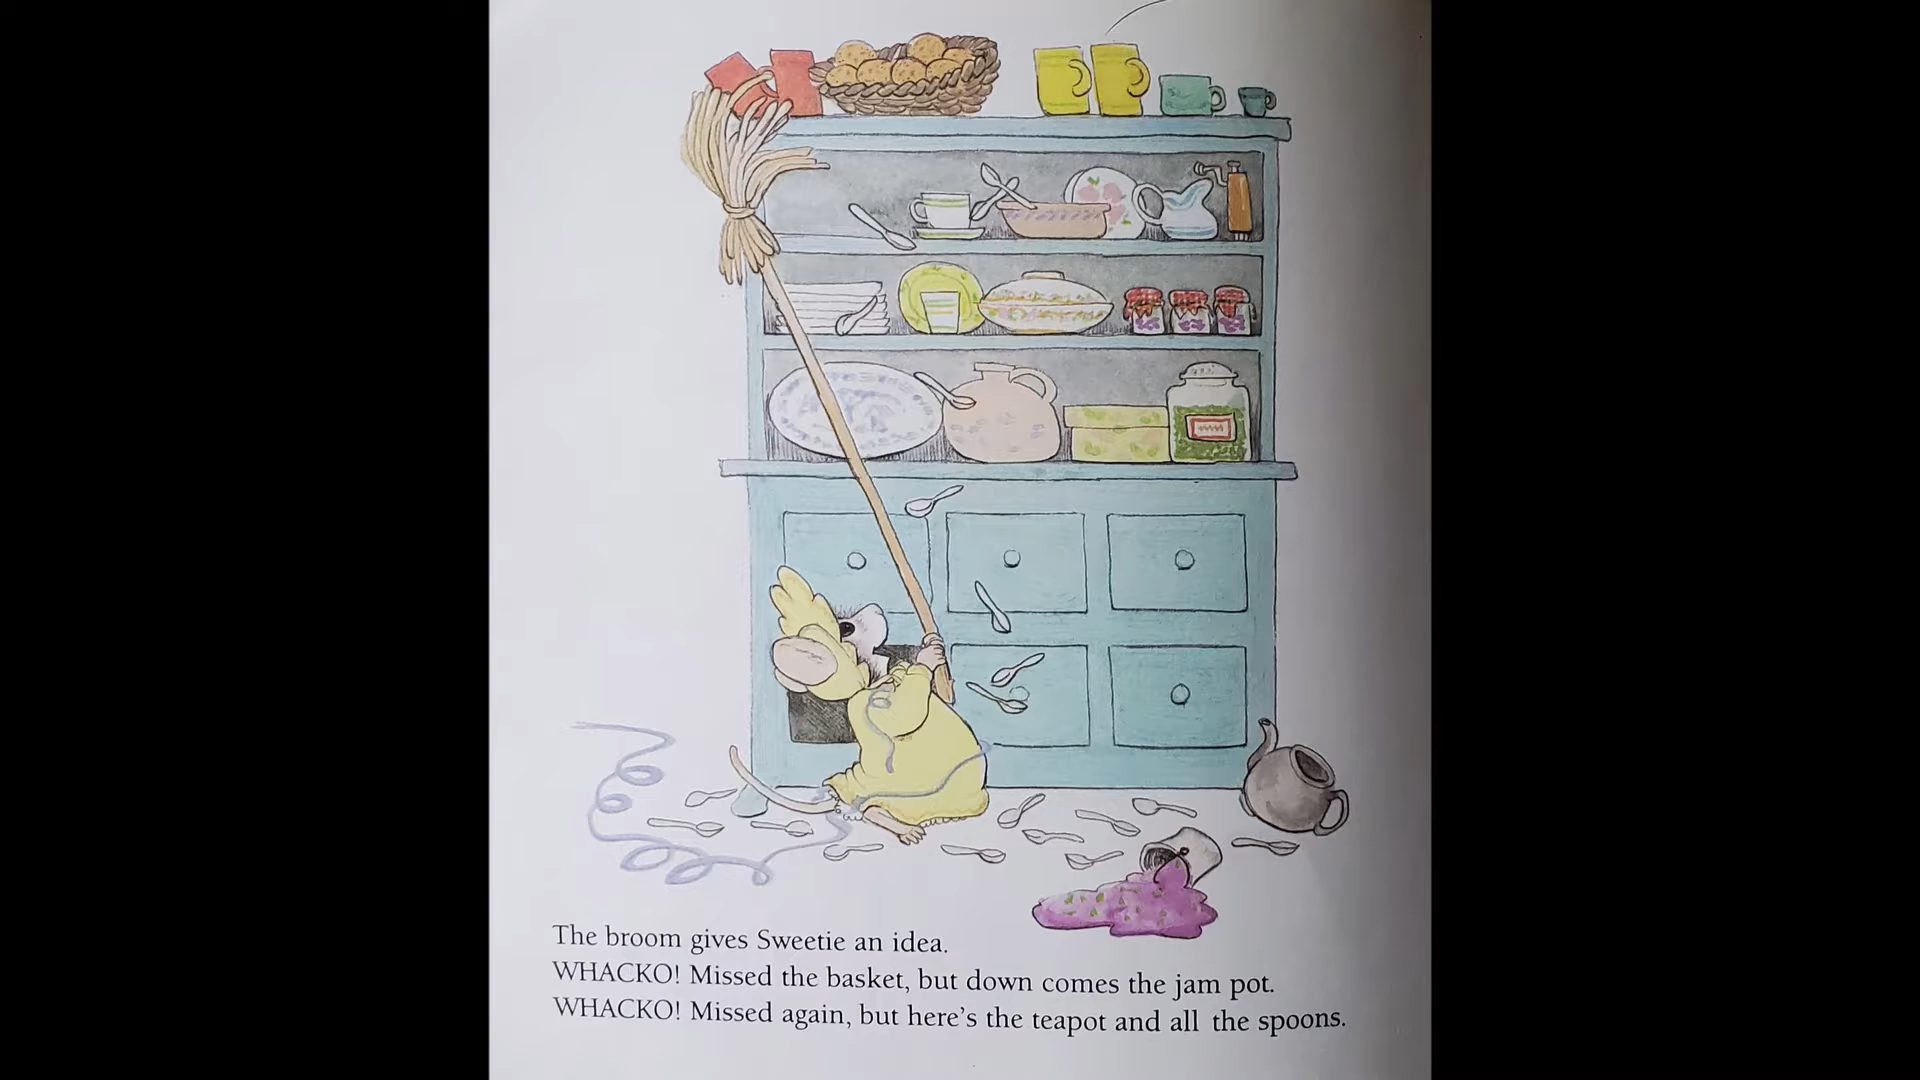 The broom gives Sweetie an idea.
WHACKO! Missed the basket, but down comes the jam pot.
WHACKO! Missed again, but here's the teapot and all the spoons.